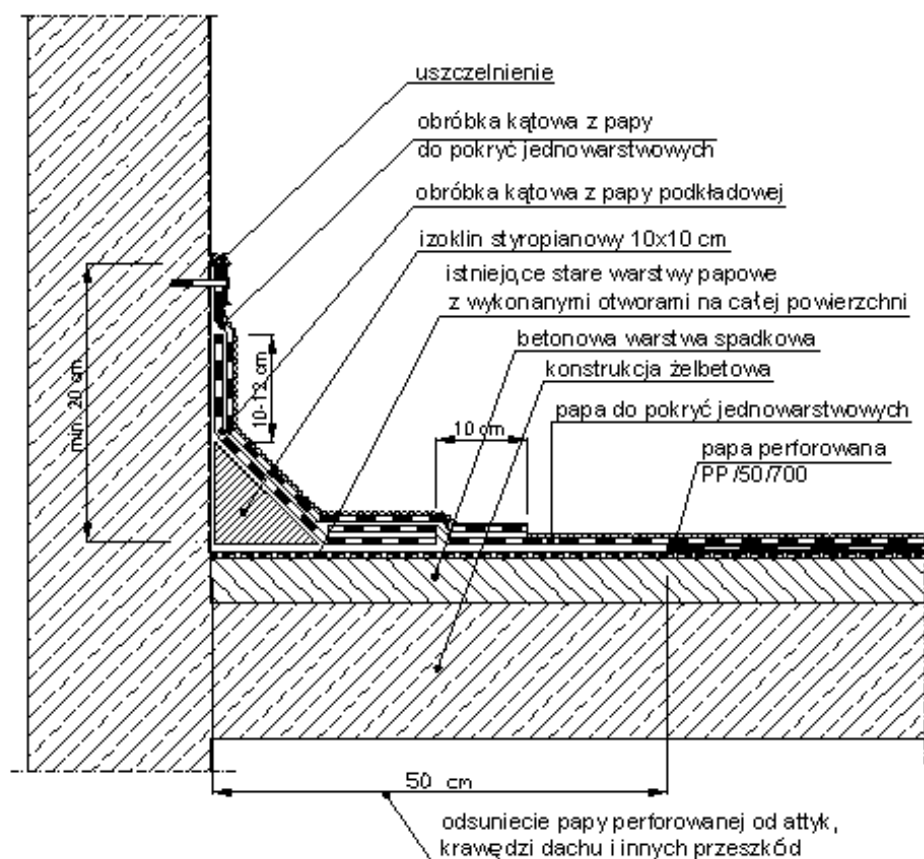 uszczelnienie
obróbka kątowa z papy
do pokryć jednowarstwowych
obróbka kątowa z papy podkładowej
izoklin styropianowy 10x10 cm
istniejące stare warstwy papowe
z wykonanymi otworami na całej powierzchni
betonowa warstwa spadkowa
konstrukcja żelbetowa
papa do pokryć jednowarstwowych
10 cm
papa perforowana
PP/50/700
min. 20 cm
10-12 cm
50 cm
odsuniecie papy perforowanej od attyk,
krawędzi dachu i innych przeszkód